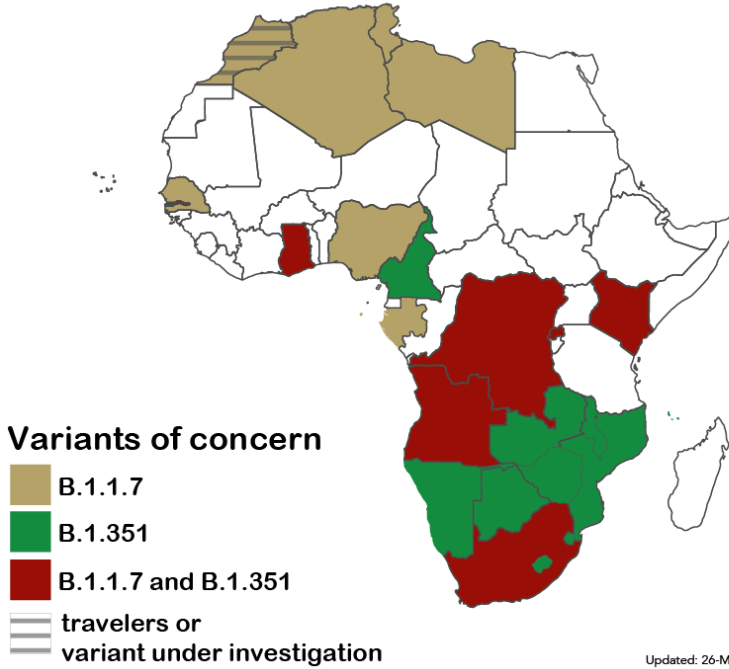 Variants of concern
B.1.1.7
B.1.351
B.1.1.7 and B.1.351
travelers or
variant under investigation
Updated: 26-M